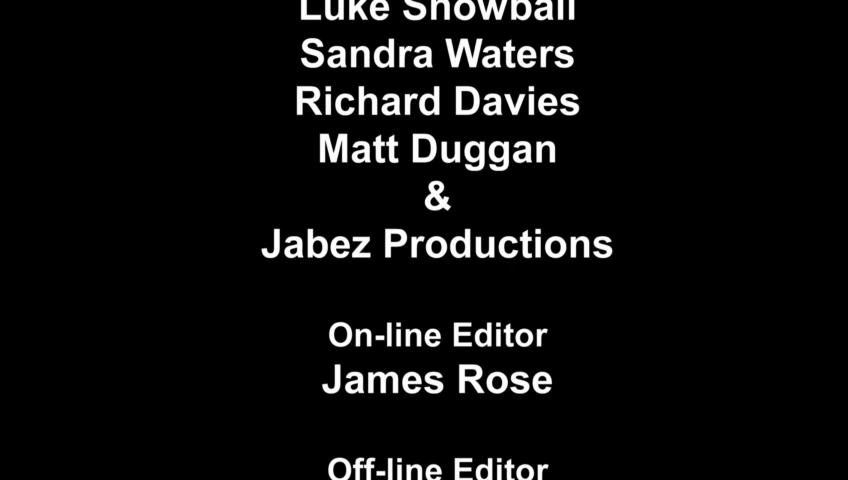 Luke Snowball
Sandra Waters
Richard Davies
Matt Duggan
&
Jabez Productions
On-line Editor
James Rose
Off-line Editor